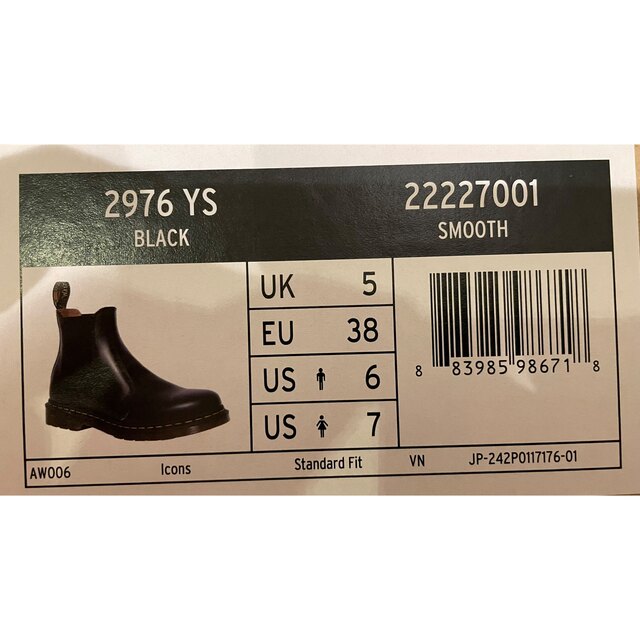 2976 YS
BLACK
22227001
SMOOTH
UK 5
EU 38
US 6
US 7
8 83985 98671 8
AW006 Icons Standard Fit VN JP-242P0117176-01